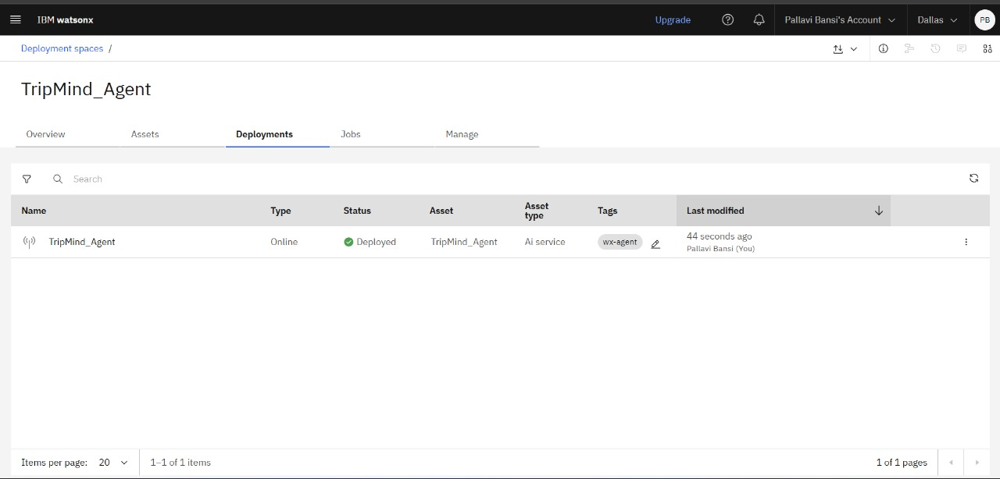 IBM watsonx
Upgrade
Pallavi Bansi's Account
Dallas
PB
Deployment spaces /
TripMind_Agent
Overview
Assets
Deployments
Jobs
Manage
Search
Name
Type
Status
Asset
Asset
type
Tags
Last modified
TripMind_Agent
Online
Deployed
TripMind_Agent
Ai service
wx-agent
44 seconds ago
Pallavi Bansi (You)
Items per page: 20
1–1 of 1 items
1 of 1 pages